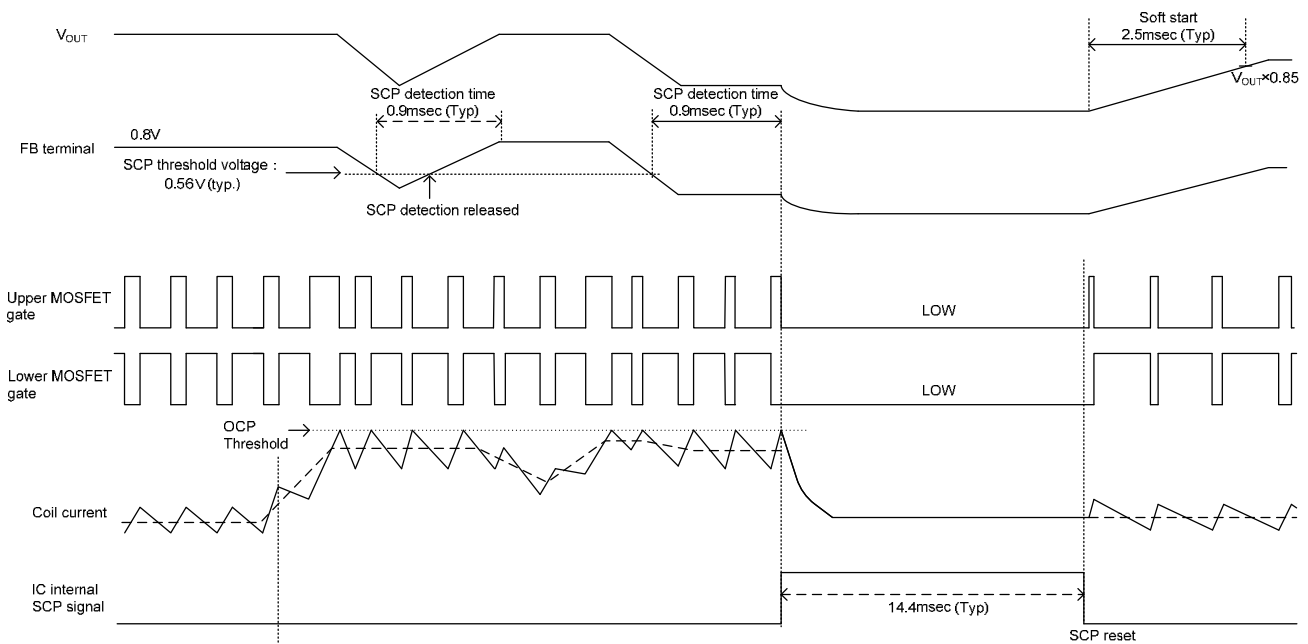 Soft start
2.5msec (Typ)
VOUT
VOUT×0.85
SCP detection time
0.9msec (Typ)
SCP detection time
0.9msec (Typ)
0.8V
FB terminal
SCP threshold voltage :
0.56V(typ.)
SCP detection released
Upper MOSFET
gate
LOW
Lower MOSFET
gate
LOW
OCP
Threshold
Coil current
IC internal
SCP signal
14.4msec (Typ)
SCP reset